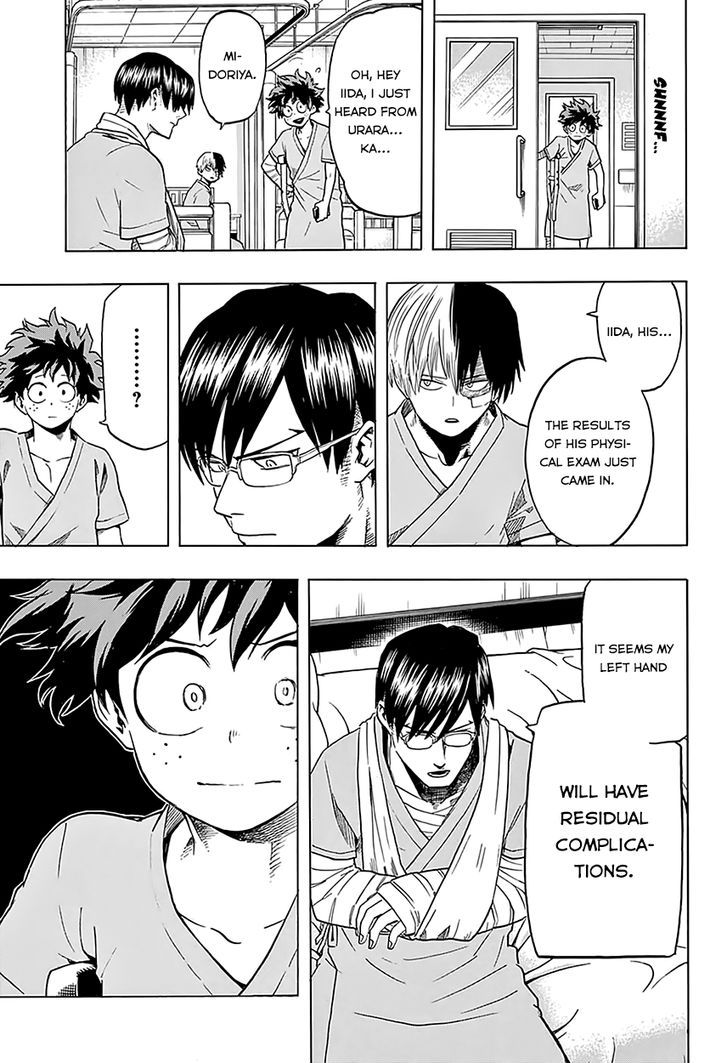 SHNNNF...
OH, HEY
IIDA, I JUST
HEARD FROM
URARA...
KA...
MI-
DORIYA.
IIDA, HIS...
THE RESULTS
OF HIS PHYSI-
CAL EXAM JUST
CAME IN.
.........?
IT SEEMS MY
LEFT HAND
WILL HAVE
RESIDUAL
COMPLICA-
TIONS.